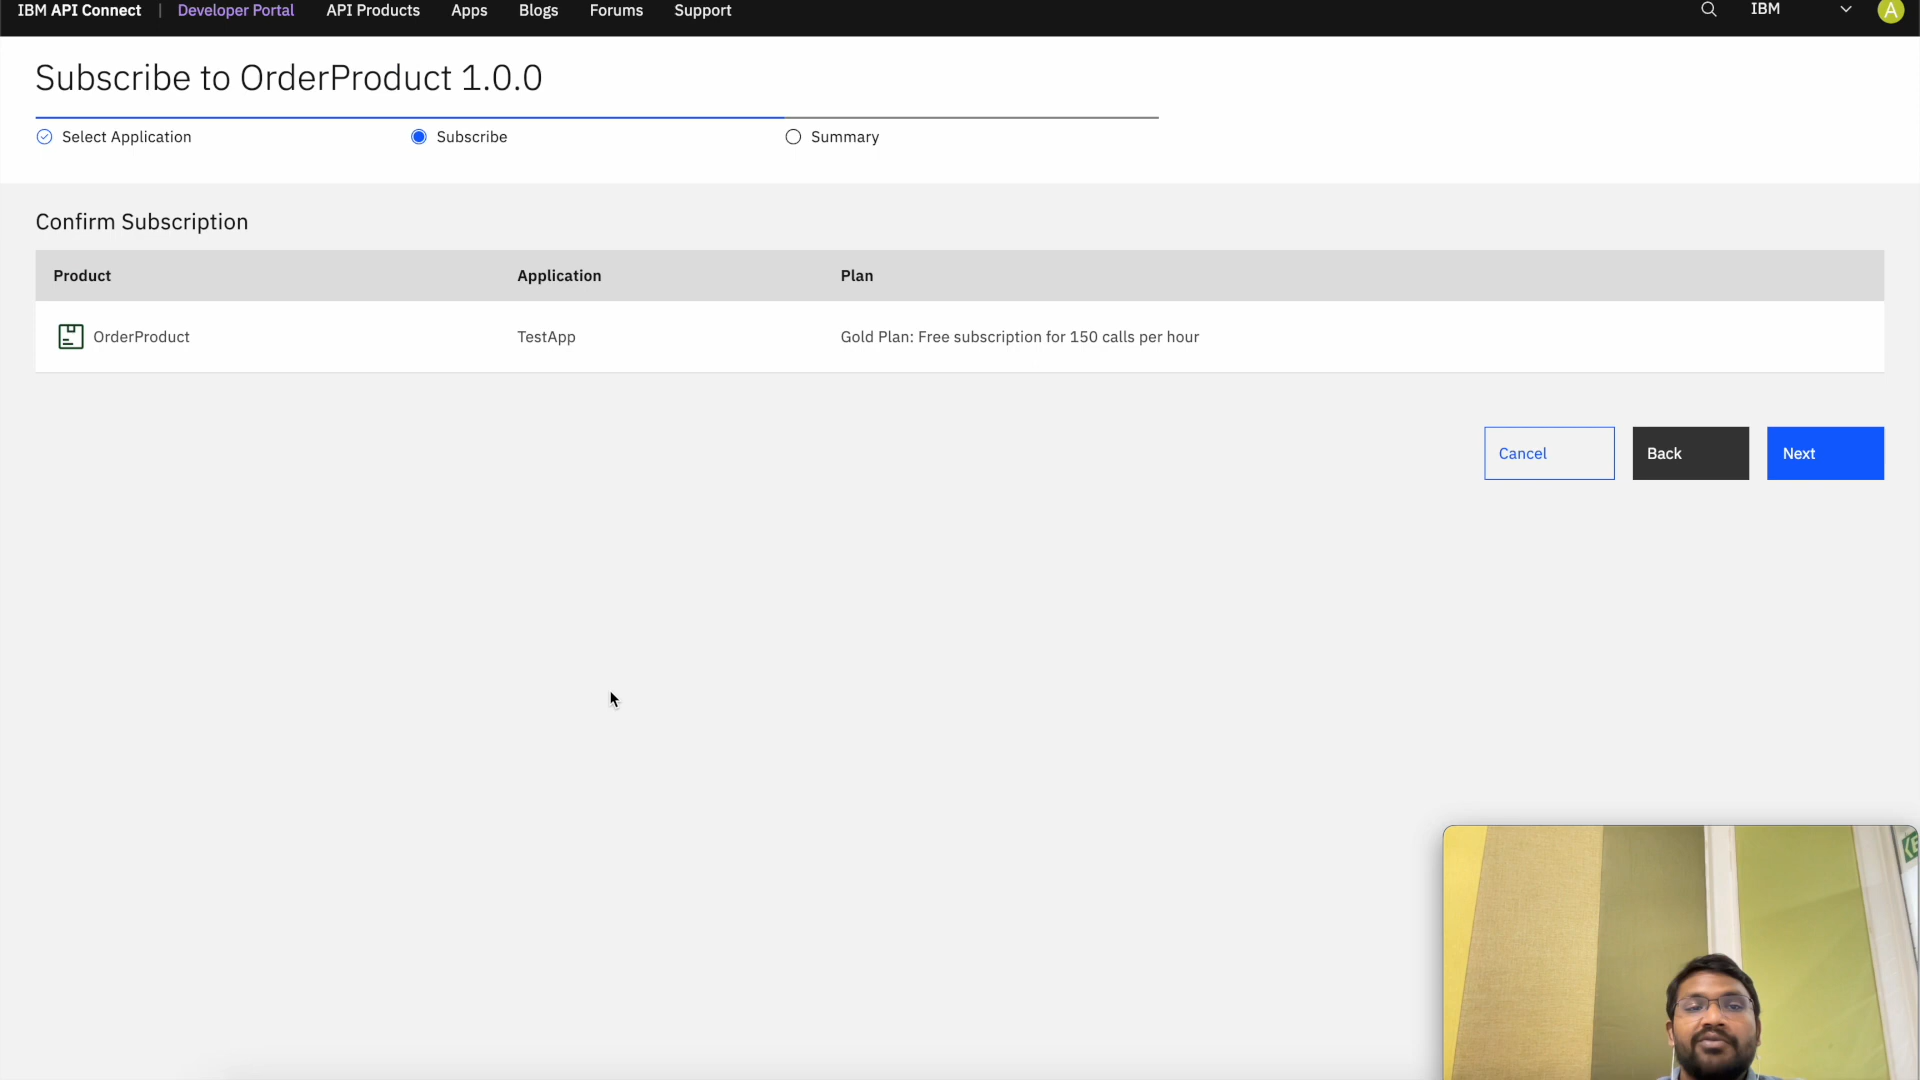 IBM API Connect | Developer Portal API Products Apps Blogs Forums Support IBM A
Subscribe to OrderProduct 1.0.0
Select Application Subscribe Summary
Confirm Subscription
Product Application Plan
OrderProduct TestApp Gold Plan: Free subscription for 150 calls per hour
Cancel Back Next